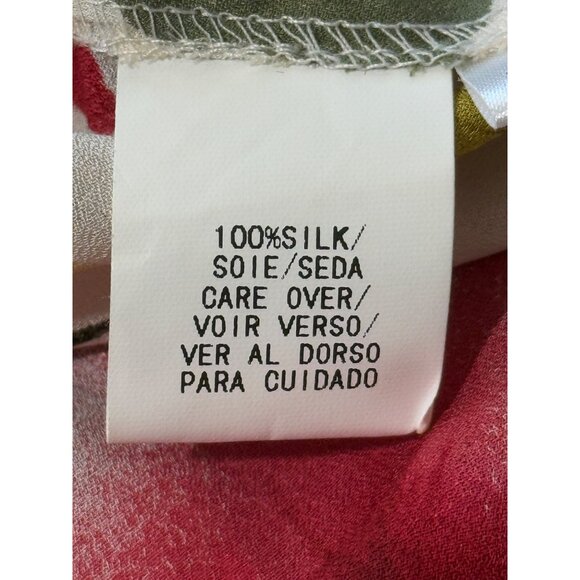 100%SILK/
SOIE/SEDA
CARE OVER/
VOIR VERSO/
VER AL DORSO
PARA CUIDADO